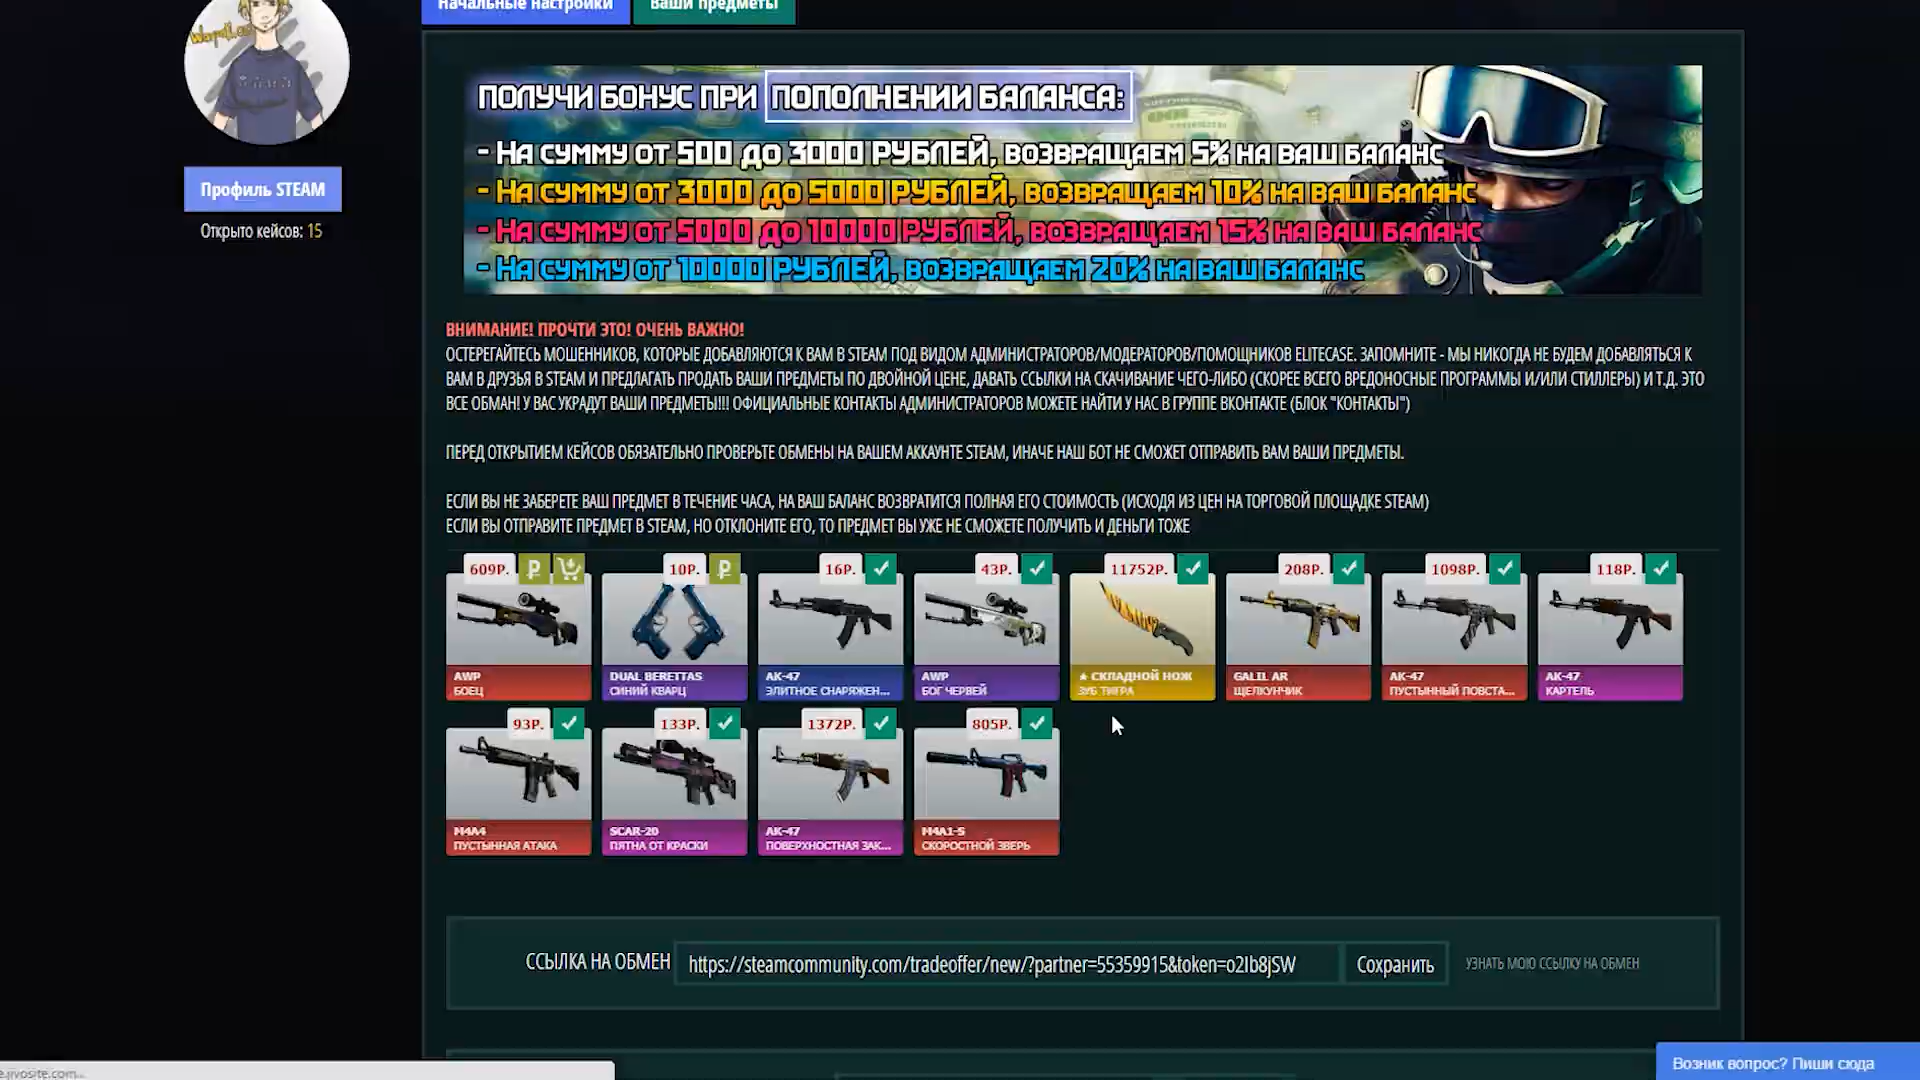 Начальные настройки
Ваши предметы
Профиль STEAM
Открыто кейсов: 15
ПОЛУЧИ БОНУС ПРИ ПОПОЛНЕНИИ БАЛАНСА:
- НА СУММУ ОТ 500 ДО 3000 РУБЛЕЙ, ВОЗВРАЩАЕМ 5% НА ВАШ БАЛАНС
- НА СУММУ ОТ 3000 ДО 5000 РУБЛЕЙ, ВОЗВРАЩАЕМ 10% НА ВАШ БАЛАНС
- НА СУММУ ОТ 5000 ДО 10000 РУБЛЕЙ, ВОЗВРАЩАЕМ 15% НА ВАШ БАЛАНС
- НА СУММУ ОТ 10000 РУБЛЕЙ, ВОЗВРАЩАЕМ 20% НА ВАШ БАЛАНС
ВНИМАНИЕ! ПРОЧТИ ЭТО! ОЧЕНЬ ВАЖНО!
ОСТЕРЕГАЙТЕСЬ МОШЕННИКОВ, КОТОРЫЕ ДОБАВЛЯЮТСЯ К ВАМ В STEAM ПОД ВИДОМ АДМИНИСТРАТОРОВ/МОДЕРАТОРОВ/ПОМОЩНИКОВ ELITECASE. ЗАПОМНИТЕ - МЫ НИКОГДА НЕ БУДЕМ ДОБАВЛЯТЬСЯ К
ВАМ В ДРУЗЬЯ В STEAM И ПРЕДЛАГАТЬ ПРОДАТЬ ВАШИ ПРЕДМЕТЫ ПО ДВОЙНОЙ ЦЕНЕ, ДАВАТЬ ССЫЛКИ НА СКАЧИВАНИЕ ЧЕГО-ЛИБО (СКОРЕЕ ВСЕГО ВРЕДОНОСНЫЕ ПРОГРАММЫ И/ИЛИ СТИЛЛЕРЫ) И Т.Д. ЭТО
ВСЕ ОБМАН! У ВАС УКРАДУТ ВАШИ ПРЕДМЕТЫ!!! ОФИЦИАЛЬНЫЕ КОНТАКТЫ АДМИНИСТРАТОРОВ МОЖЕТЕ НАЙТИ У НАС В ГРУППЕ ВКОНТАКТЕ (БЛОК "КОНТАКТЫ")
ПЕРЕД ОТКРЫТИЕМ КЕЙСОВ ОБЯЗАТЕЛЬНО ПРОВЕРЬТЕ ОБМЕНЫ НА ВАШЕМ АККАУНТЕ STEAM, ИНАЧЕ НАШ БОТ НЕ СМОЖЕТ ОТПРАВИТЬ ВАМ ВАШИ ПРЕДМЕТЫ.
ЕСЛИ ВЫ НЕ ЗАБЕРЕТЕ ВАШ ПРЕДМЕТ В ТЕЧЕНИЕ ЧАСА, НА ВАШ БАЛАНС ВОЗВРАТИТСЯ ПОЛНАЯ ЕГО СТОИМОСТЬ (ИСХОДЯ ИЗ ЦЕН НА ТОРГОВОЙ ПЛОЩАДКЕ STEAM)
ЕСЛИ ВЫ ОТПРАВИТЕ ПРЕДМЕТ В STEAM, НО ОТКЛОНИТЕ ЕГО, ТО ПРЕДМЕТ ВЫ УЖЕ НЕ СМОЖЕТЕ ПОЛУЧИТЬ И ДЕНЬГИ ТОЖЕ
609Р. 10Р. 16Р. 43Р. 11752Р. 208Р. 1098Р. 118Р.
AWP DUAL BERETTAS AK-47 AWP ★ СКЛАДНОЙ НОЖ GALIL AR AK-47 AK-47
БОЕЦ СИНИЙ КВАРЦ ЭЛИТНОЕ СНАРЯЖЕН... БОГ ЧЕРВЕЙ ЗУБ ТИГРА ЩЕЛКУНЧИК ПУСТЫННЫЙ ПОВСТА... КАРТЕЛЬ
93Р. 133Р. 1372Р. 805Р.
M4A4 SCAR-20 AK-47 M4A1-S
ПУСТЫННАЯ АТАКА ПЯТНА ОТ КРАСКИ ПОВЕРХНОСТНАЯ ЗАК... СКОРОСТНОЙ ЗВЕРЬ
ССЫЛКА НА ОБМЕН https://steamcommunity.com/tradeoffer/new/?partner=55359915&token=o2Ib8jSW Сохранить УЗНАТЬ МОЮ ССЫЛКУ НА ОБМЕН
e.jivosite.com...
Возник вопрос? Пиши сюда